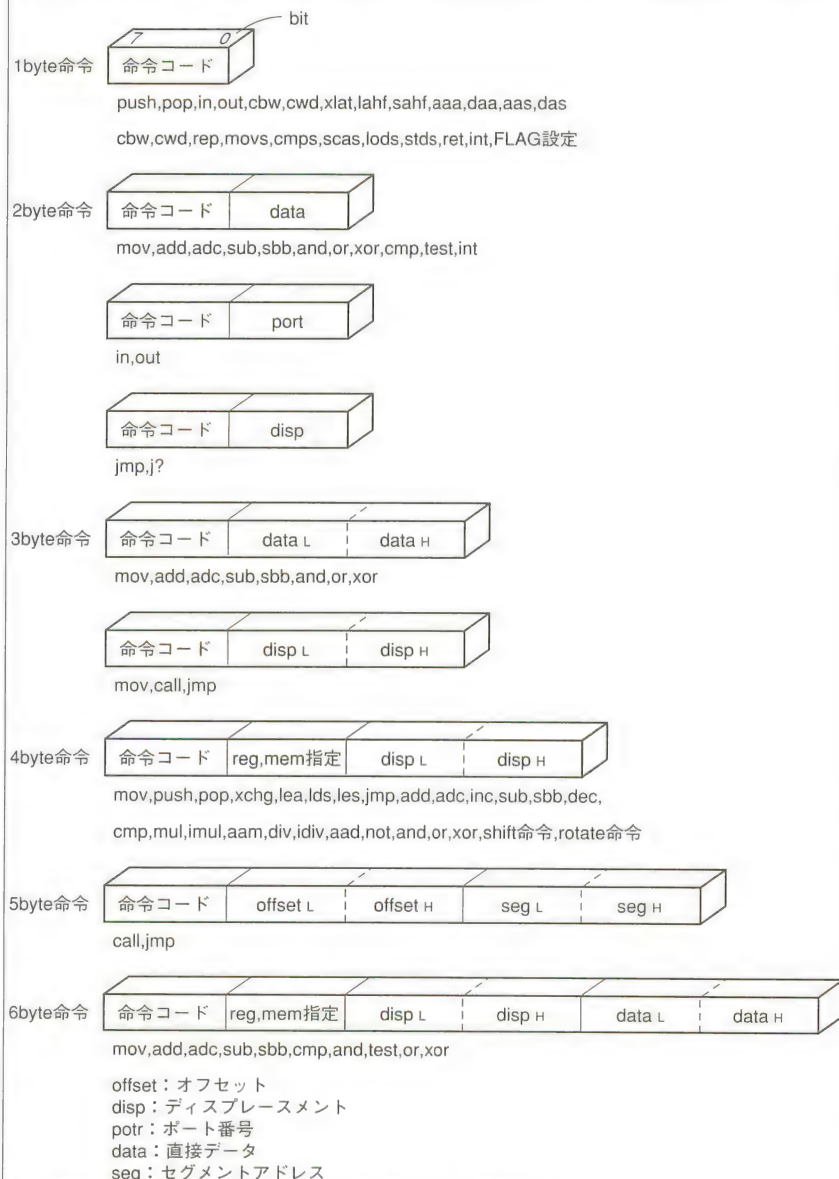 bit
7 0
1byte命令 命令コード
push,pop,in,out,cbw,cwd,xlat,lahf,sahf,aaa,daa,aas,das
cbw,cwd,rep,movs,cmps,scas,lods,stds,ret,int,FLAG設定
2byte命令 命令コード data
mov,add,adc,sub,sbb,and,or,xor,cmp,test,int
命令コード port
in,out
命令コード disp
jmp,j?
3byte命令 命令コード data L data H
mov,add,adc,sub,sbb,and,or,xor
命令コード disp L disp H
mov,call,jmp
4byte命令 命令コード reg,mem指定 disp L disp H
mov,push,pop,xchg,lea,lds,les,jmp,add,adc,inc,sub,sbb,dec,
cmp,mul,imul,aam,div,idiv,aad,not,and,or,xor,shift命令,rotate命令
5byte命令 命令コード offset L offset H seg L seg H
call,jmp
6byte命令 命令コード reg,mem指定 disp L disp H data L data H
mov,add,adc,sub,sbb,cmp,and,test,or,xor
offset：オフセット
disp：ディスプレースメント
potr：ポート番号
data：直接データ
seg：セグメントアドレス